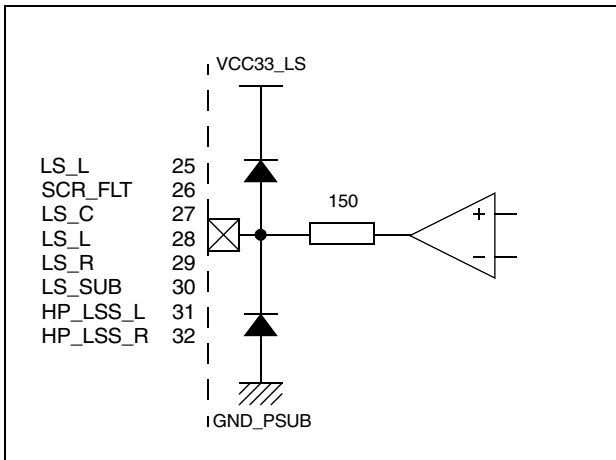 VCC33_LS
LS_L 25
SCR_FLT 26
LS_C 27
LS_L 28
LS_R 29
LS_SUB 30
HP_LSS_L 31
HP_LSS_R 32
150
+
−
GND_PSUB